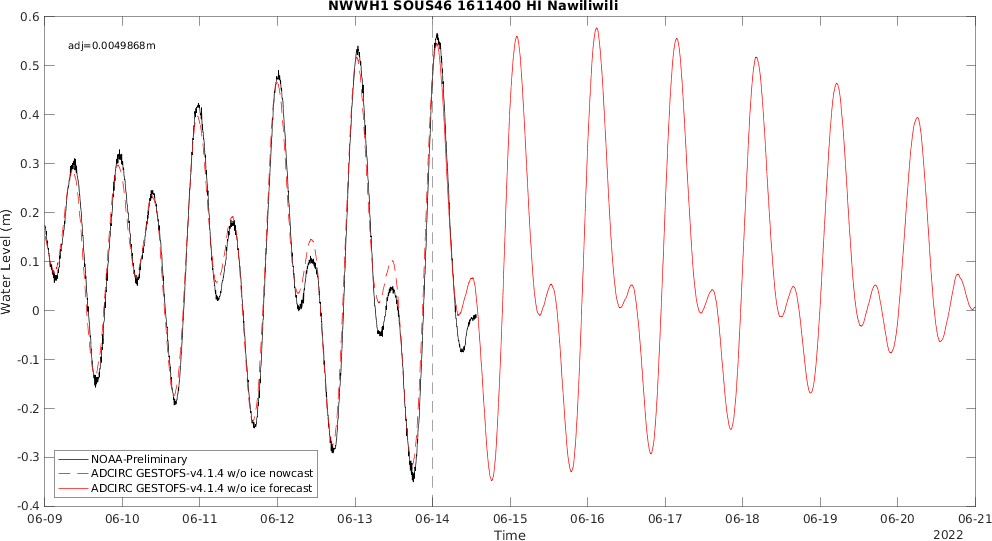 NWWH1 SOUS46 1611400 HI Nawiliwili
adj=0.0049868m
0.6
0.5
0.4
0.3
0.2
0.1
0
-0.1
-0.2
-0.3
-0.4
Water Level (m)
NOAA-Preliminary
ADCIRC GESTOFS-v4.1.4 w/o ice nowcast
ADCIRC GESTOFS-v4.1.4 w/o ice forecast
06-09 06-10 06-11 06-12 06-13 06-14 06-15 06-16 06-17 06-18 06-19 06-20 06-21
Time
2022